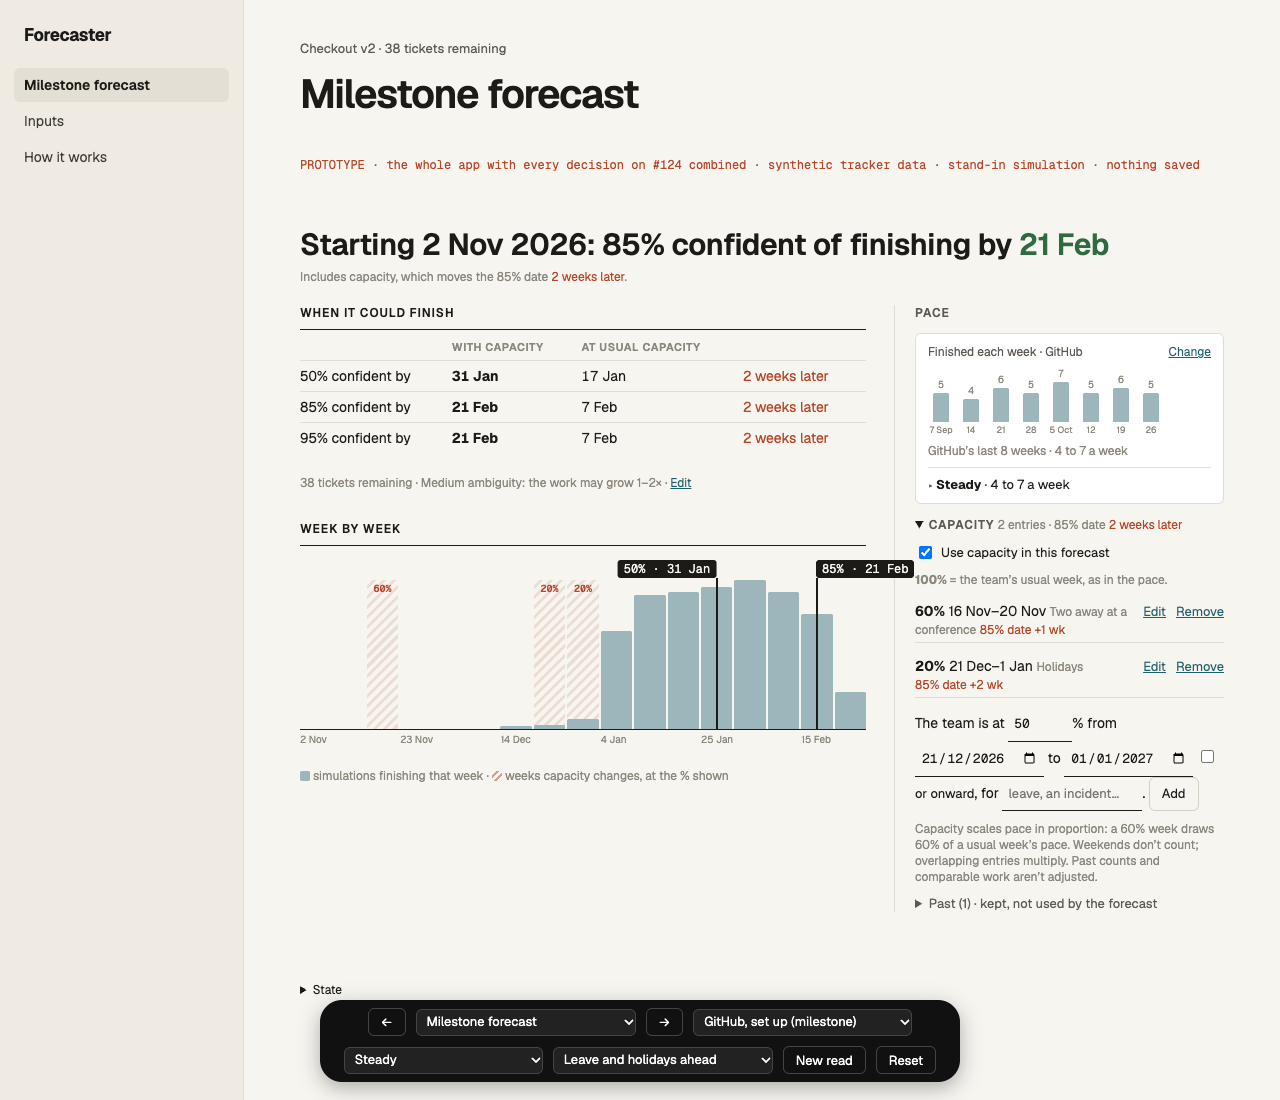 Forecaster
Milestone forecast
Inputs
How it works
Checkout v2 · 38 tickets remaining
Milestone forecast
PROTOTYPE · the whole app with every decision on #124 combined · synthetic tracker data · stand-in simulation · nothing saved
Starting 2 Nov 2026: 85% confident of finishing by 21 Feb
Includes capacity, which moves the 85% date 2 weeks later.
WHEN IT COULD FINISH
WITH CAPACITY AT USUAL CAPACITY
50% confident by 31 Jan 17 Jan 2 weeks later
85% confident by 21 Feb 7 Feb 2 weeks later
95% confident by 21 Feb 7 Feb 2 weeks later
38 tickets remaining · Medium ambiguity: the work may grow 1–2× · Edit
WEEK BY WEEK
50% · 31 Jan 85% · 21 Feb
60% 20% 20%
2 Nov 23 Nov 14 Dec 4 Jan 25 Jan 15 Feb
simulations finishing that week · weeks capacity changes, at the % shown
PACE
Finished each week · GitHub Change
5 4 6 5 7 5 6 5
7 Sep 14 21 28 5 Oct 12 19 26
GitHub's last 8 weeks · 4 to 7 a week
▸ Steady · 4 to 7 a week
▼ CAPACITY 2 entries · 85% date 2 weeks later
Use capacity in this forecast
100% = the team's usual week, as in the pace.
60% 16 Nov–20 Nov Two away at a Edit Remove
conference 85% date +1 wk
20% 21 Dec–1 Jan Holidays Edit Remove
85% date +2 wk
The team is at 50 % from
21/12/2026 to 01/01/2027
or onward, for leave, an incident… . Add
Capacity scales pace in proportion: a 60% week draws
60% of a usual week's pace. Weekends don't count;
overlapping entries multiply. Past counts and
comparable work aren't adjusted.
▶ Past (1) · kept, not used by the forecast
▶ State
← Milestone forecast → GitHub, set up (milestone)
Steady Leave and holidays ahead New read Reset